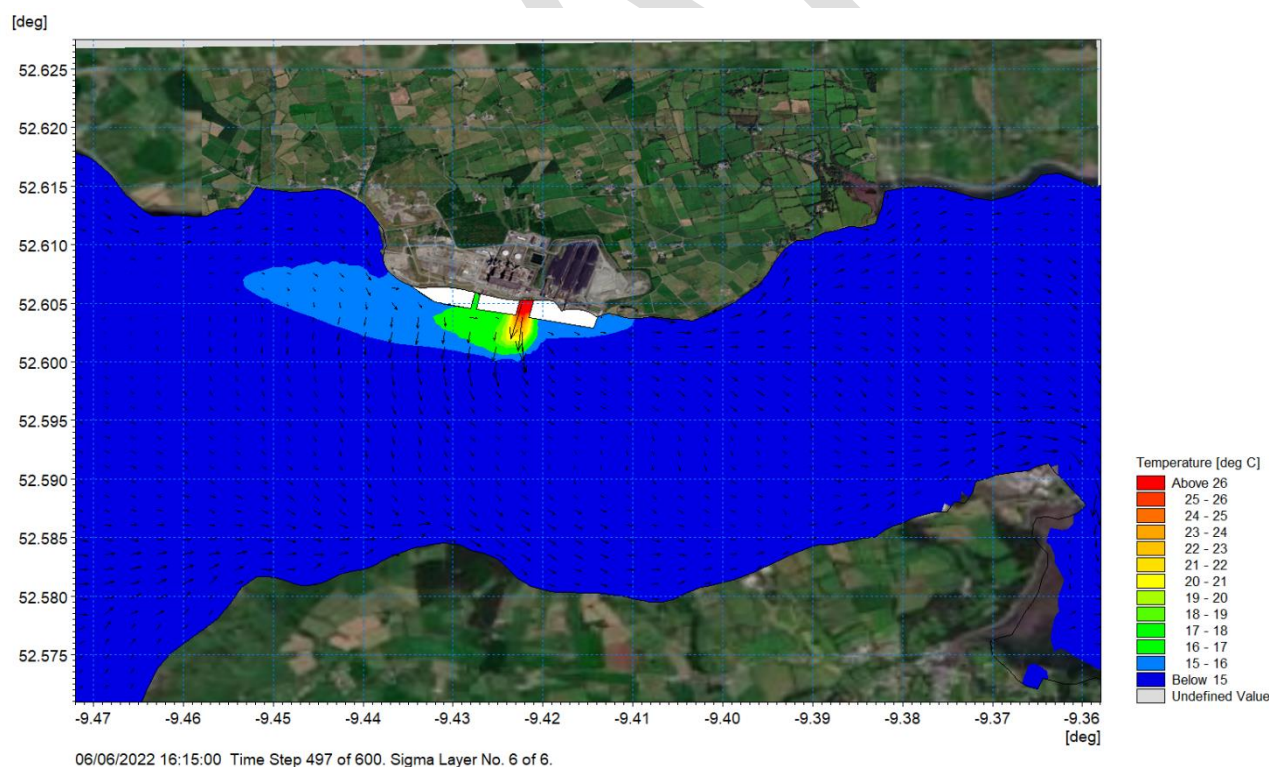 [deg]
52.625
52.620
52.615
52.610
52.605
52.600
52.595
52.590
52.585
52.580
52.575
-9.47 -9.46 -9.45 -9.44 -9.43 -9.42 -9.41 -9.40 -9.39 -9.38 -9.37 -9.36
[deg]
Temperature [deg C]
Above 26
25 - 26
24 - 25
23 - 24
22 - 23
21 - 22
20 - 21
19 - 20
18 - 19
17 - 18
16 - 17
15 - 16
Below 15
Undefined Value
06/06/2022 16:15:00 Time Step 497 of 600. Sigma Layer No. 6 of 6.